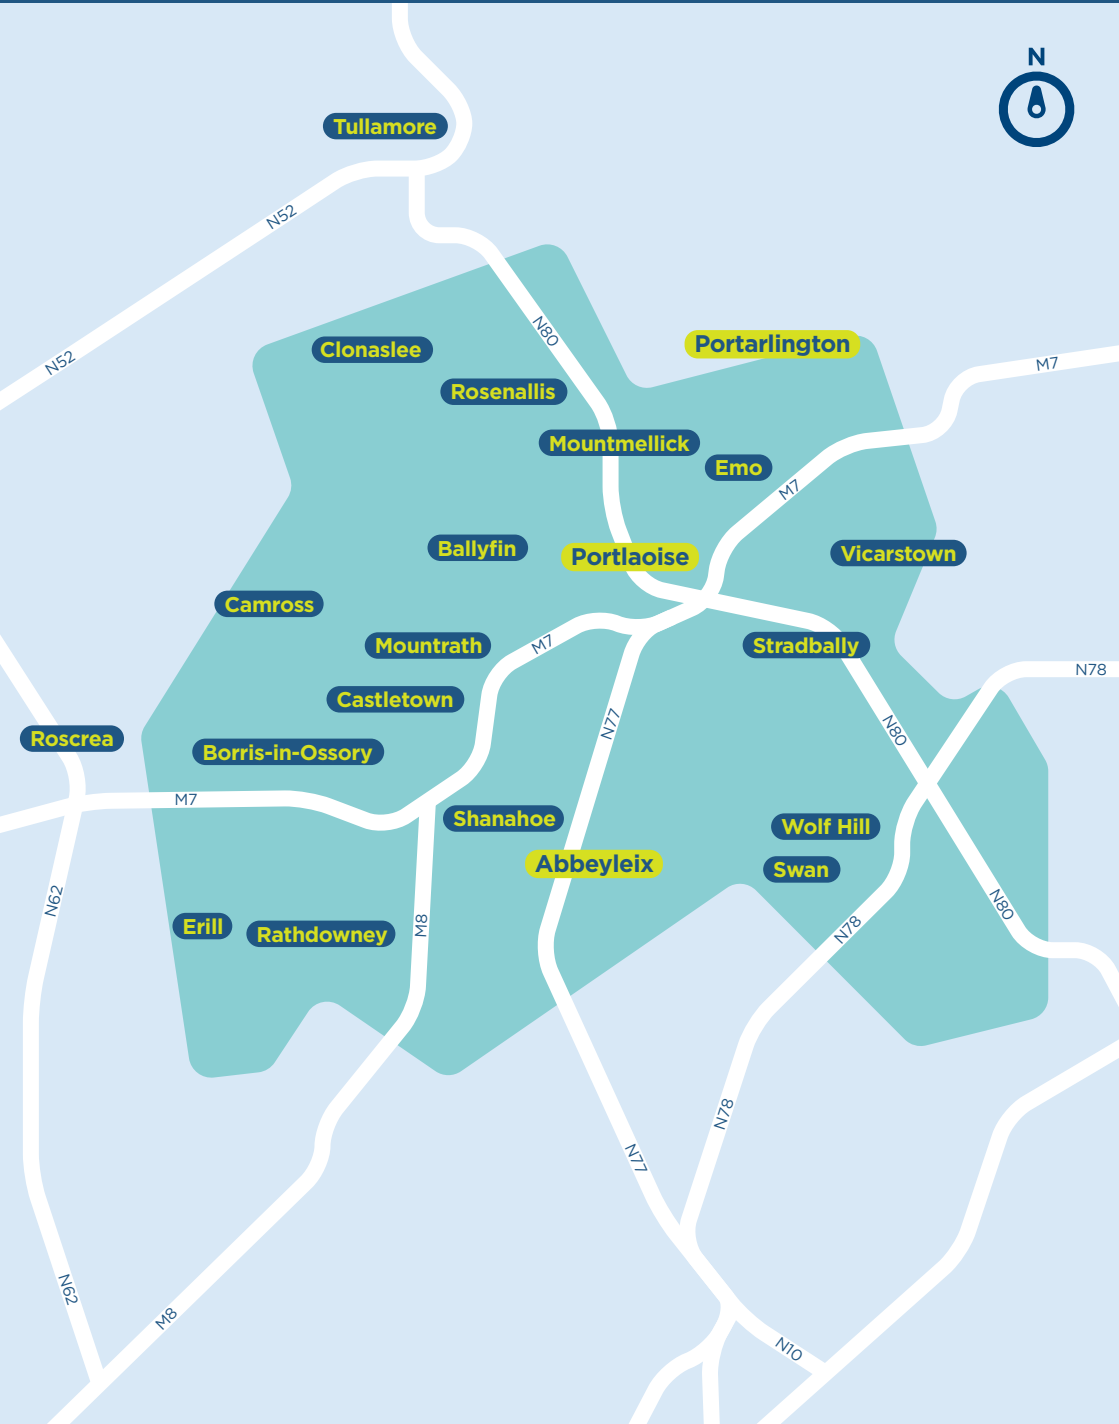 N
Tullamore
N52
N80
Portarlington
Clonaslee
N52
M7
Rosenallis
Mountmellick
Emo
M7
Ballyfin
Portlaoise
Vicarstown
Camross
Mountrath
M7
Stradbally
N78
Castletown
N77
N80
Roscrea
Borris-in-Ossory
M7
Shanahoe
Wolf Hill
Abbeyleix
Swan
N62
N80
Erill
Rathdowney
M8
N78
N78
N77
N62
M8
N10